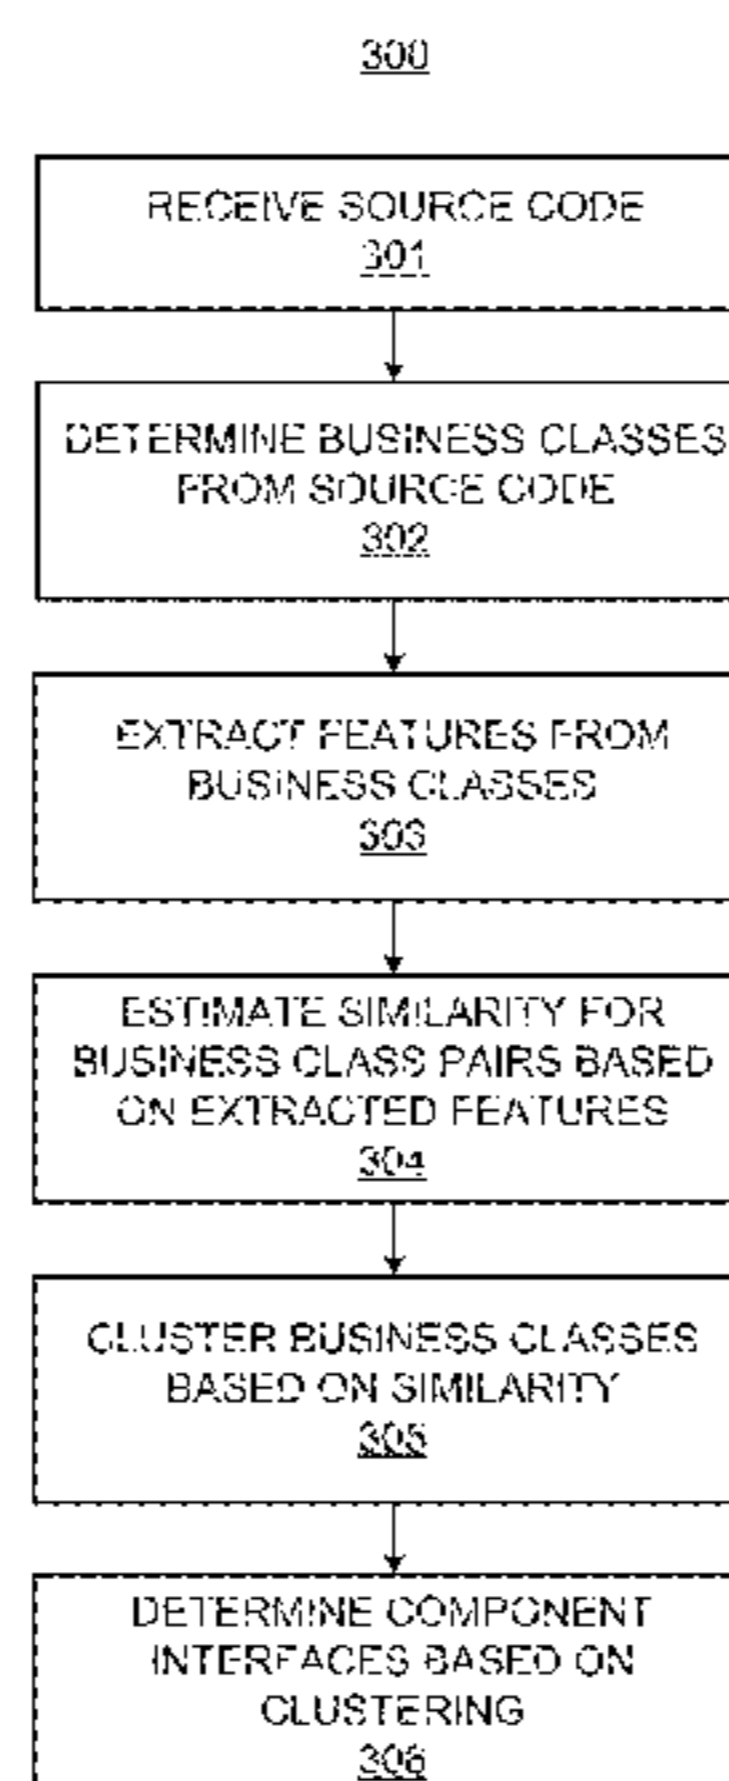 300
RECEIVE SOURCE CODE
301
DETERMINE BUSINESS CLASSES
FROM SOURCE CODE
302
EXTRACT FEATURES FROM
BUSINESS CLASSES
303
ESTIMATE SIMILARITY FOR
BUSINESS CLASS PAIRS BASED
ON EXTRACTED FEATURES
304
CLUSTER BUSINESS CLASSES
BASED ON SIMILARITY
305
DETERMINE COMPONENT
INTERFACES BASED ON
CLUSTERING
306